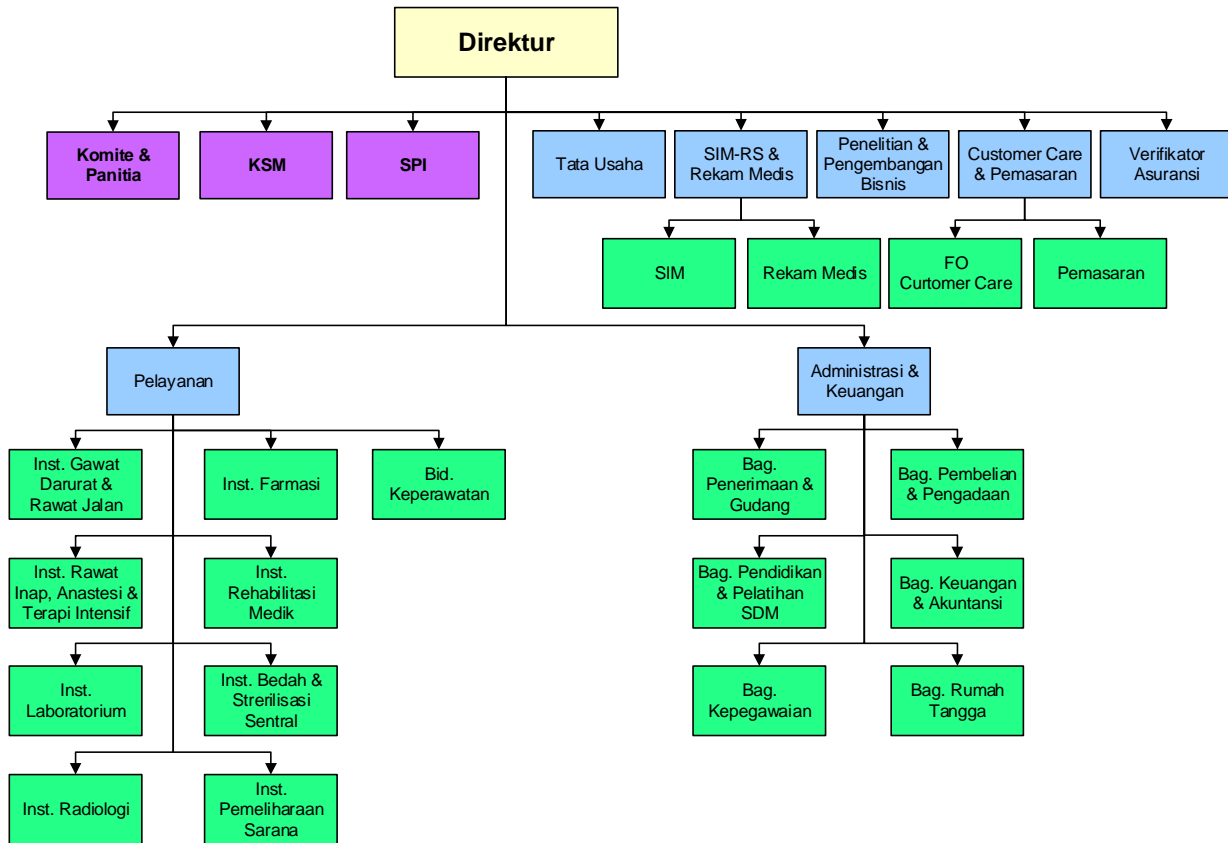 Direktur
Komite &
Panitia
KSM
SPI
Tata Usaha
SIM-RS &
Rekam Medis
Penelitian &
Pengembangan
Bisnis
Customer Care
& Pemasaran
Verifikator
Asuransi
SIM
Rekam Medis
FO
Curtomer Care
Pemasaran
Pelayanan
Administrasi &
Keuangan
Inst. Gawat
Darurat &
Rawat Jalan
Inst. Farmasi
Bid.
Keperawatan
Bag.
Penerimaan &
Gudang
Bag. Pembelian
& Pengadaan
Inst. Rawat
Inap, Anastesi &
Terapi Intensif
Inst.
Rehabilitasi
Medik
Bag. Pendidikan
& Pelatihan
SDM
Bag. Keuangan
& Akuntansi
Inst.
Laboratorium
Inst. Bedah &
Strerilisasi
Sentral
Bag.
Kepegawaian
Bag. Rumah
Tangga
Inst. Radiologi
Inst.
Pemeliharaan
Sarana